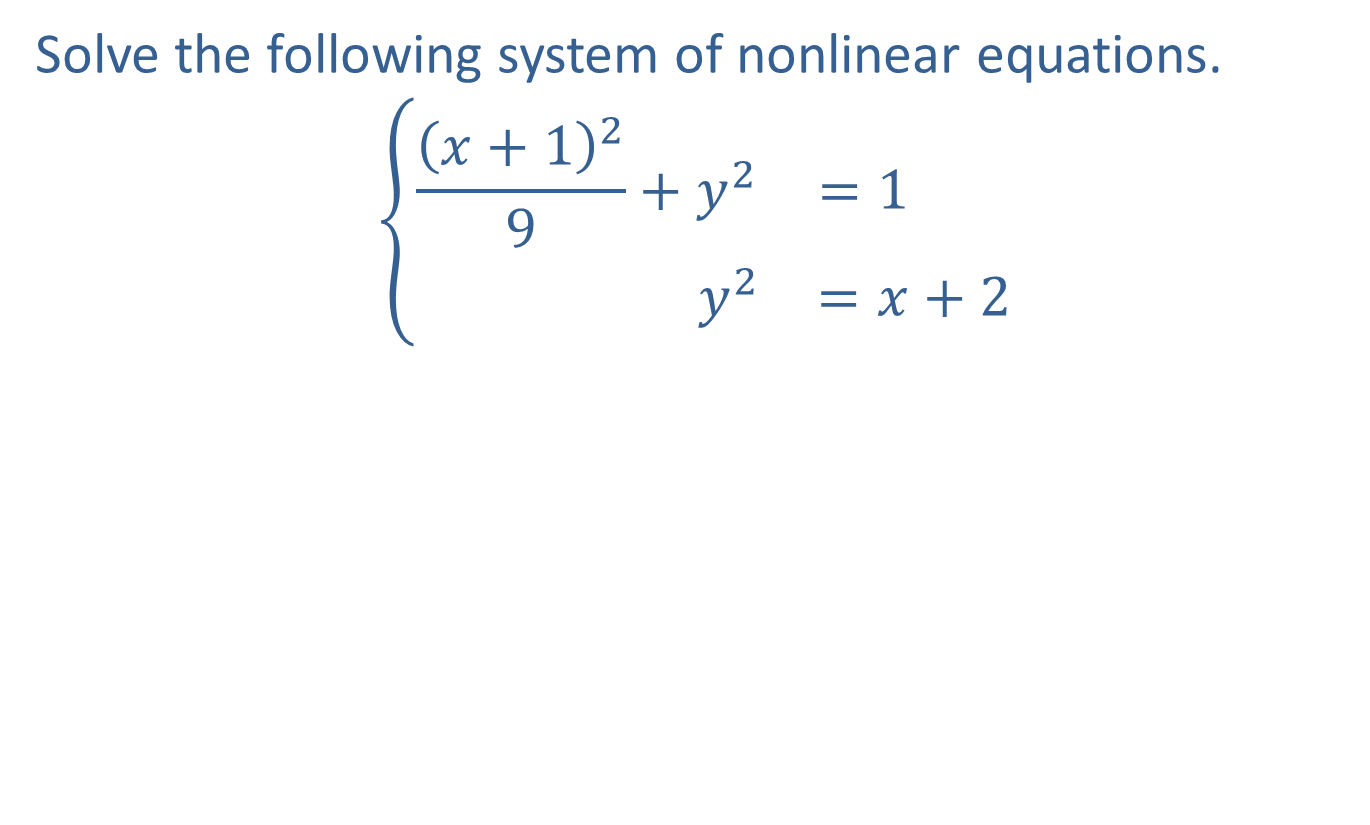 Solve the following system of nonlinear equations.
(x + 1)²/9 + y² = 1
y² = x + 2